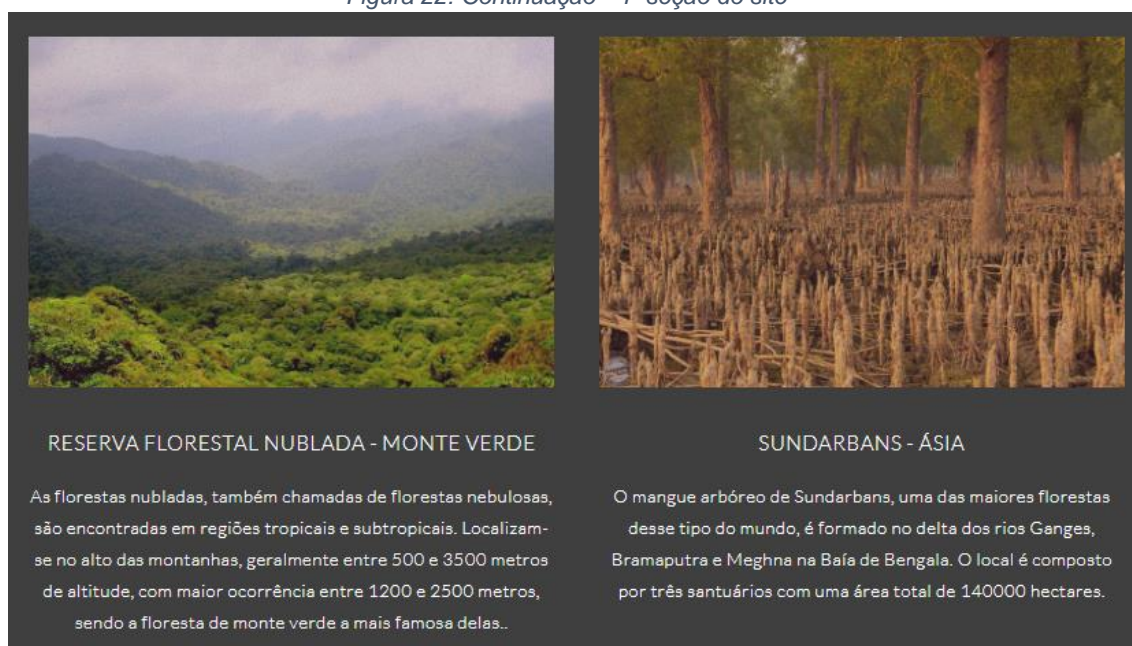 RESERVA FLORESTAL NUBLADA - MONTE VERDE
As florestas nubladas, também chamadas de florestas nebulosas,
são encontradas em regiões tropicais e subtropicais. Localizam-
se no alto das montanhas, geralmente entre 500 e 3500 metros
de altitude, com maior ocorrência entre 1200 e 2500 metros,
sendo a floresta de monte verde a mais famosa delas..
SUNDARBANS - ÁSIA
O mangue arbóreo de Sundarbans, uma das maiores florestas
desse tipo do mundo, é formado no delta dos rios Ganges,
Bramaputra e Meghna na Baía de Bengala. O local é composto
por três santuários com uma área total de 140000 hectares.